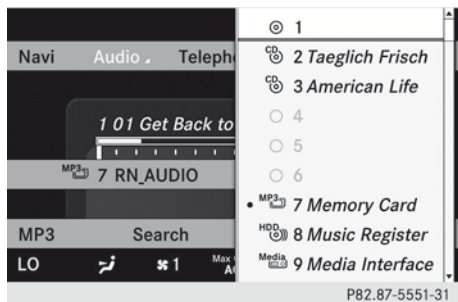 Navi Audio Teleph
1 01 Get Back to
MP3 7 RN_AUDIO
MP3 Search
LO 1 Max
1
CD 2 Taeglich Frisch
CD 3 American Life
4
5
6
• MP3 7 Memory Card
HDD 8 Music Register
Media 9 Media Interface
P82.87-5551-31